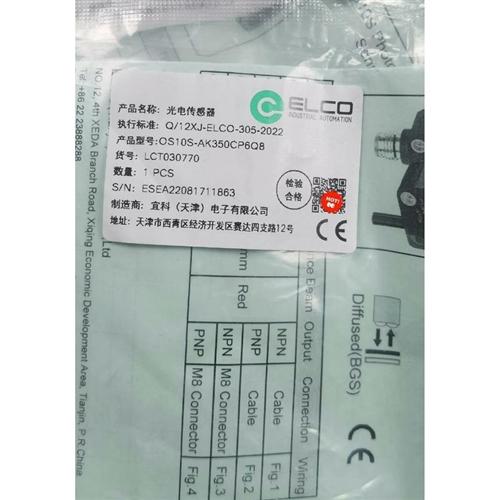 ELCO
INDUSTRIAL AUTOMATION
产品名称: 光电传感器
执行标准: Q/12XJ-ELCO-305-2022
产品型号: OS10S-AK350CP6Q8
货号: LCT030770
数量: 1 PCS
S/N: ESEA22081711863
检验
合格
HOT!
制造商: 宜科（天津）电子有限公司
地址: 天津市西青区经济开发区赛达四支路12号
NO.12, 4th XEDA Branch Road, Xiqing Economic Development Area, Tianjin, P.R.China
Tel: +86 22 23888288
Ltd
Beam Output Connection Wiring
mm Red
NPN Cable Fig.1
PNP Cable Fig.2
NPN M8 Connector Fig.3
PNP M8 Connector Fig.4
Diffused(BGS)